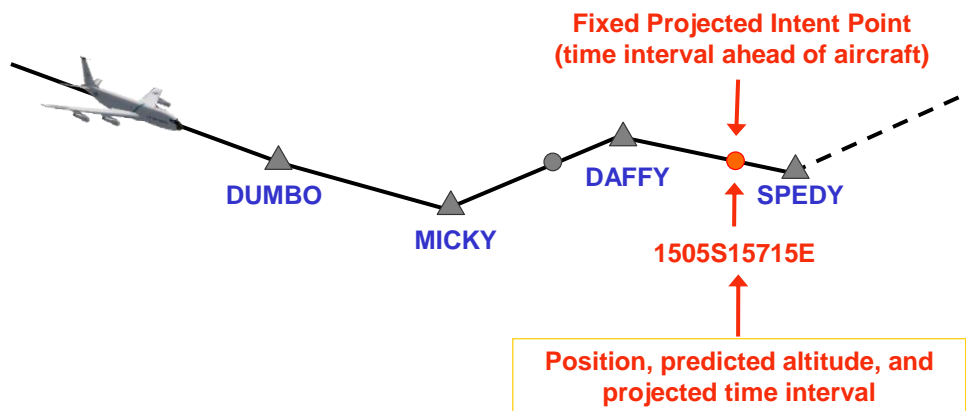 Fixed Projected Intent Point
(time interval ahead of aircraft)
DUMBO
MICKY
DAFFY
SPEDY
1505S15715E
Position, predicted altitude, and
projected time interval